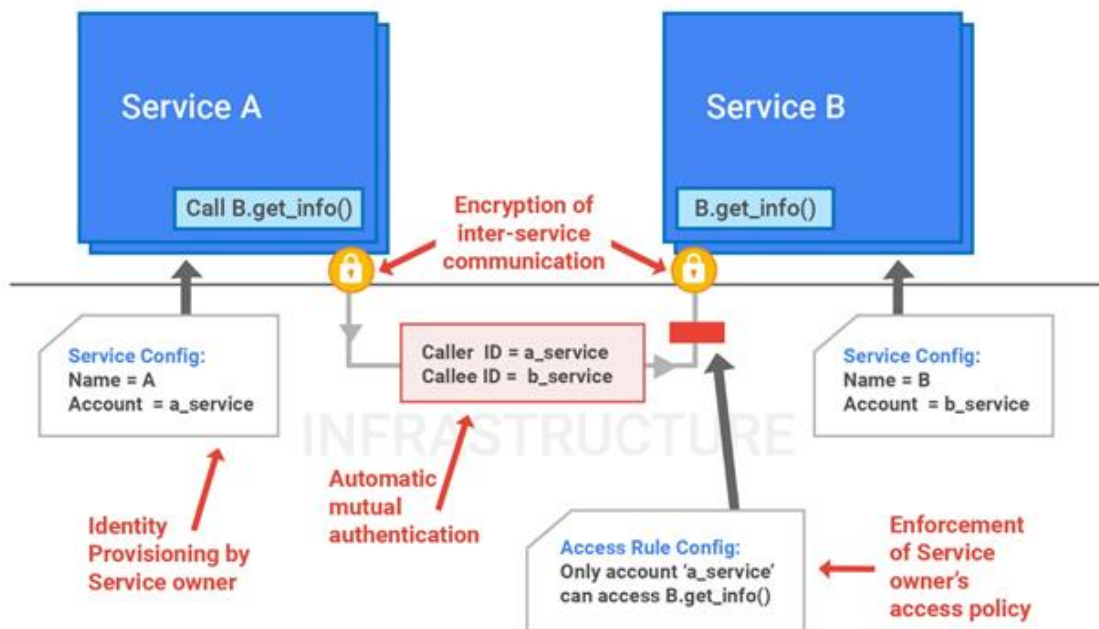 Service A
Service B
Call B.get_info()
B.get_info()
Encryption of
inter-service
communication
Service Config:
Name = A
Account = a_service
Caller ID = a_service
Callee ID = b_service
Service Config:
Name = B
Account = b_service
INFRASTRUCTURE
Identity
Provisioning by
Service owner
Automatic
mutual
authentication
Access Rule Config:
Only account ‘a_service’
can access B.get_info()
Enforcement
of Service
owner’s
access policy